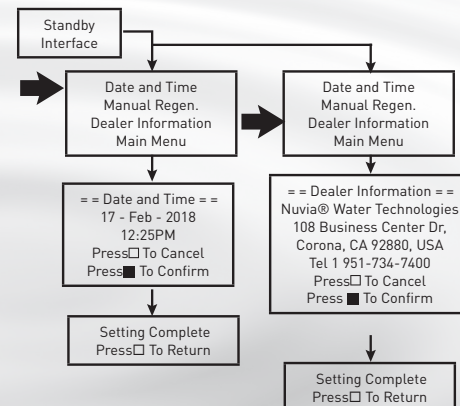 Standby
Interface
Date and Time
Manual Regen.
Dealer Information
Main Menu
= = Date and Time = =
17 - Feb - 2018
12:25PM
Press□ To Cancel
Press■ To Confirm
Setting Complete
Press□ To Return
Date and Time
Manual Regen.
Dealer Information
Main Menu
= = Dealer Information = =
Nuvia® Water Technologies
108 Business Center Dr,
Corona, CA 92880, USA
Tel 1 951-734-7400
Press□ To Cancel
Press ■ To Confirm
Setting Complete
Press□ To Return